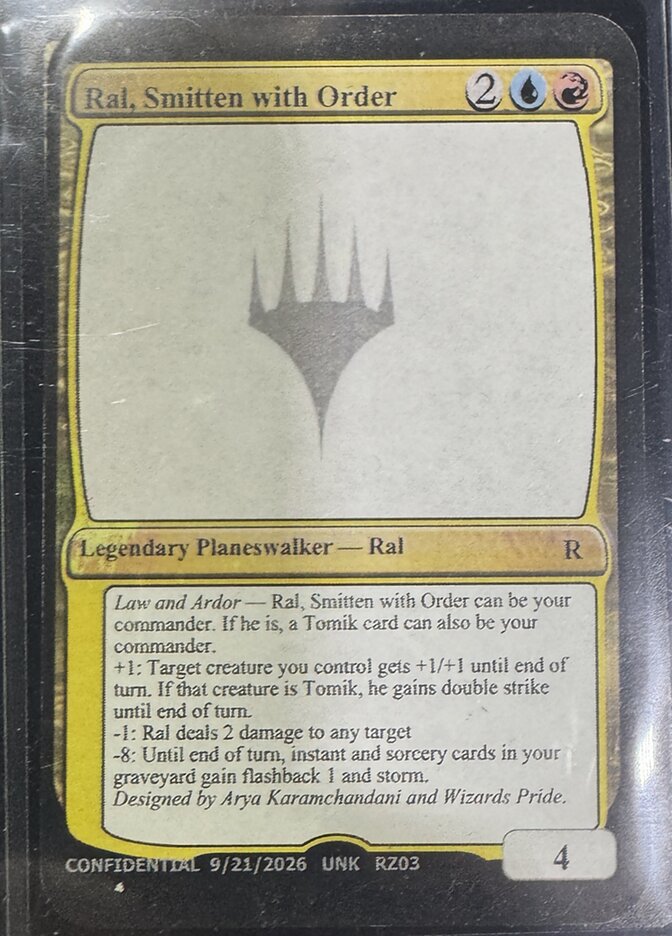 Ral, Smitten with Order 2
Legendary Planeswalker — Ral R
Law and Ardor — Ral, Smitten with Order can be your
commander. If he is, a Tomik card can also be your
commander.
+1: Target creature you control gets +1/+1 until end of
turn. If that creature is Tomik, he gains double strike
until end of turn.
-1: Ral deals 2 damage to any target
-8: Until end of turn, instant and sorcery cards in your
graveyard gain flashback 1 and storm.
Designed by Arya Karamchandani and Wizards Pride.
4
CONFIDENTIAL 9/21/2026 UNK RZ03